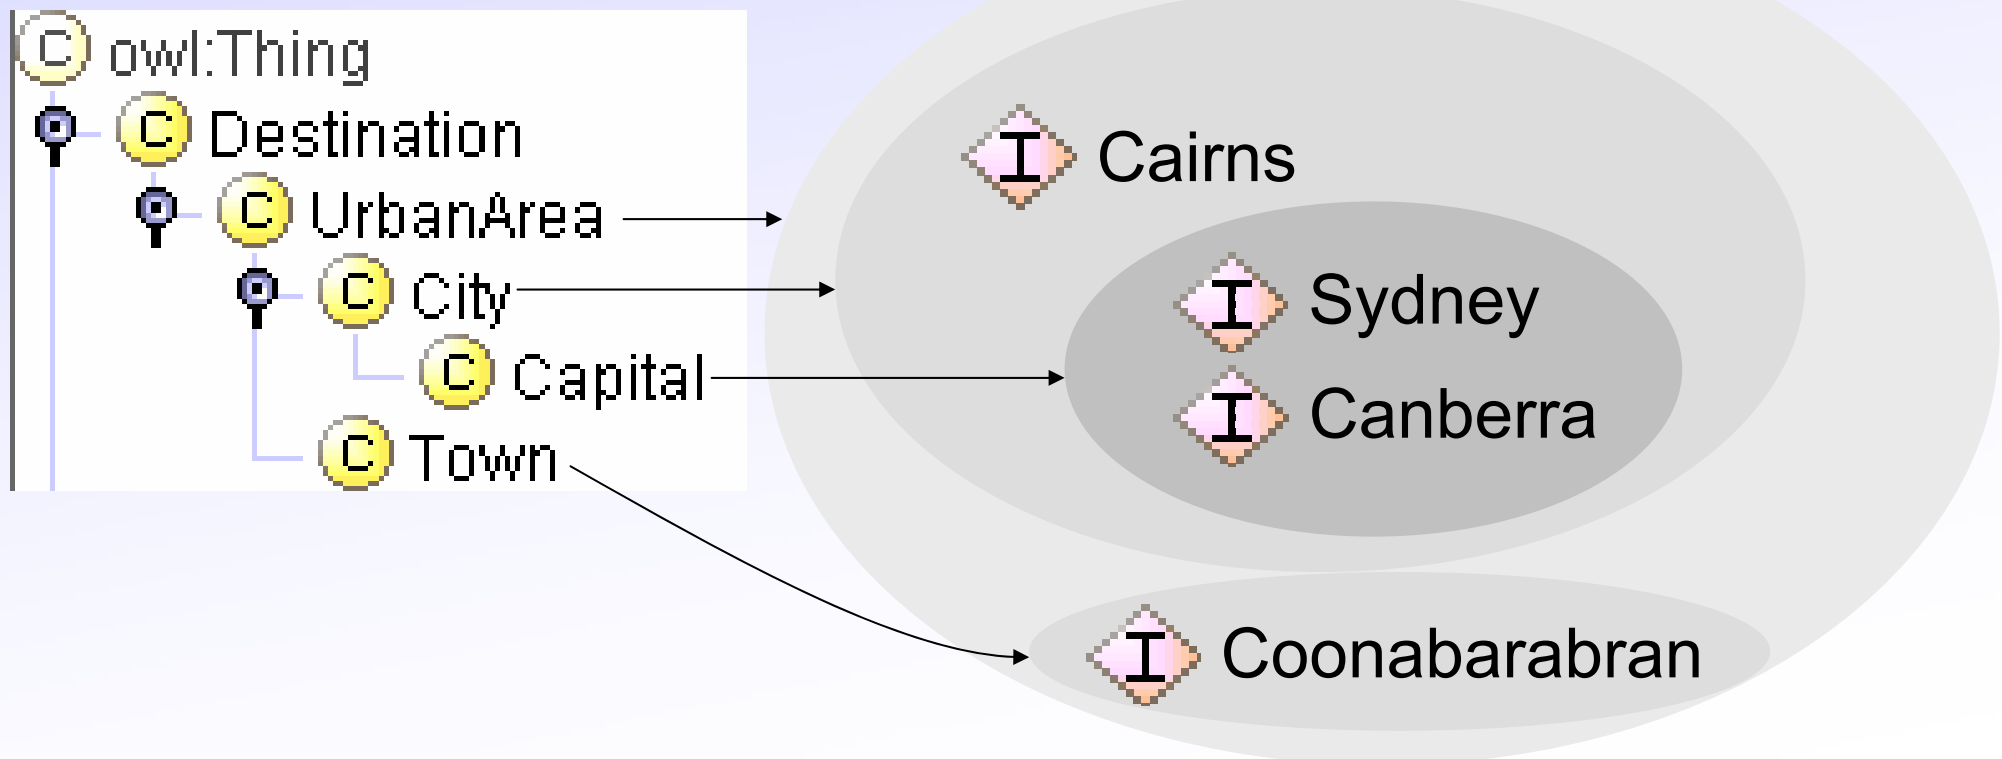 C owl:Thing
C Destination
C UrbanArea
C City
C Capital
C Town
I Cairns
I Sydney
I Canberra
I Coonabarabran